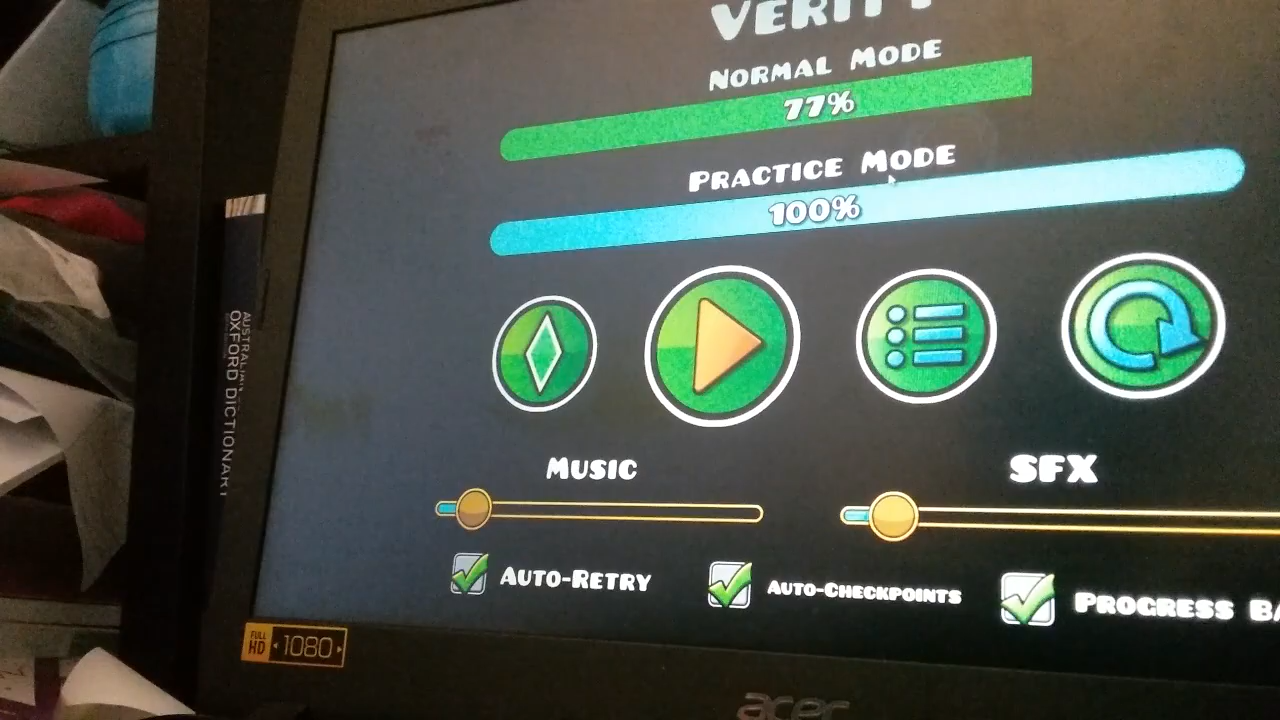 VERIFY
NORMAL MODE
77%
PRACTICE MODE
100%
MUSIC
SFX
AUTO-RETRY
AUTO-CHECKPOINTS
PROGRESS BA
FULL HD 1080
acer
OXFORD DICTIONARY